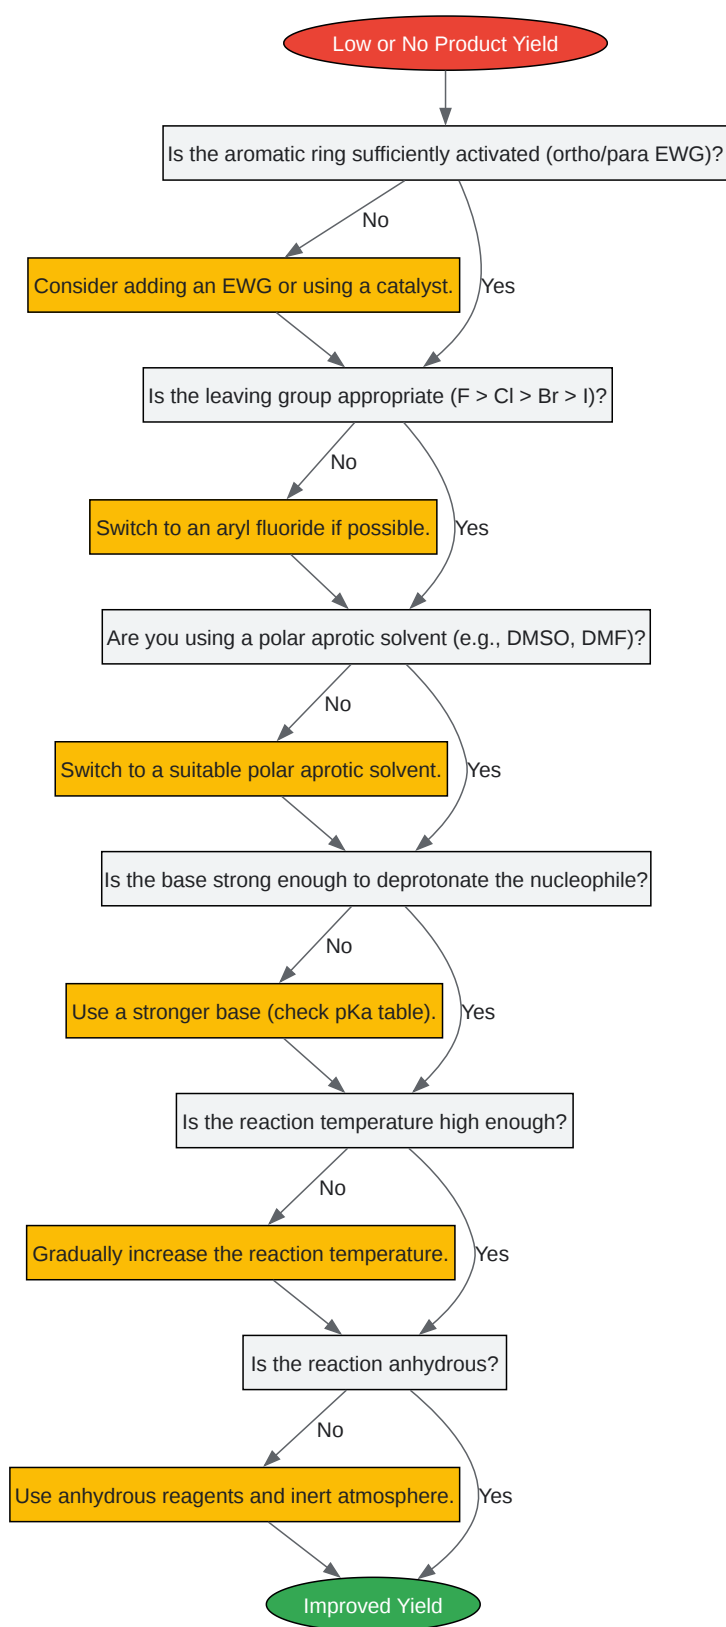 Low or No Product Yield
Is the aromatic ring sufficiently activated (ortho/para EWG)?
No
Consider adding an EWG or using a catalyst.
Yes
Is the leaving group appropriate (F > Cl > Br > I)?
No
Switch to an aryl fluoride if possible.
Yes
Are you using a polar aprotic solvent (e.g., DMSO, DMF)?
No
Switch to a suitable polar aprotic solvent.
Yes
Is the base strong enough to deprotonate the nucleophile?
No
Use a stronger base (check pKa table).
Yes
Is the reaction temperature high enough?
No
Gradually increase the reaction temperature.
Yes
Is the reaction anhydrous?
No
Use anhydrous reagents and inert atmosphere.
Yes
Improved Yield